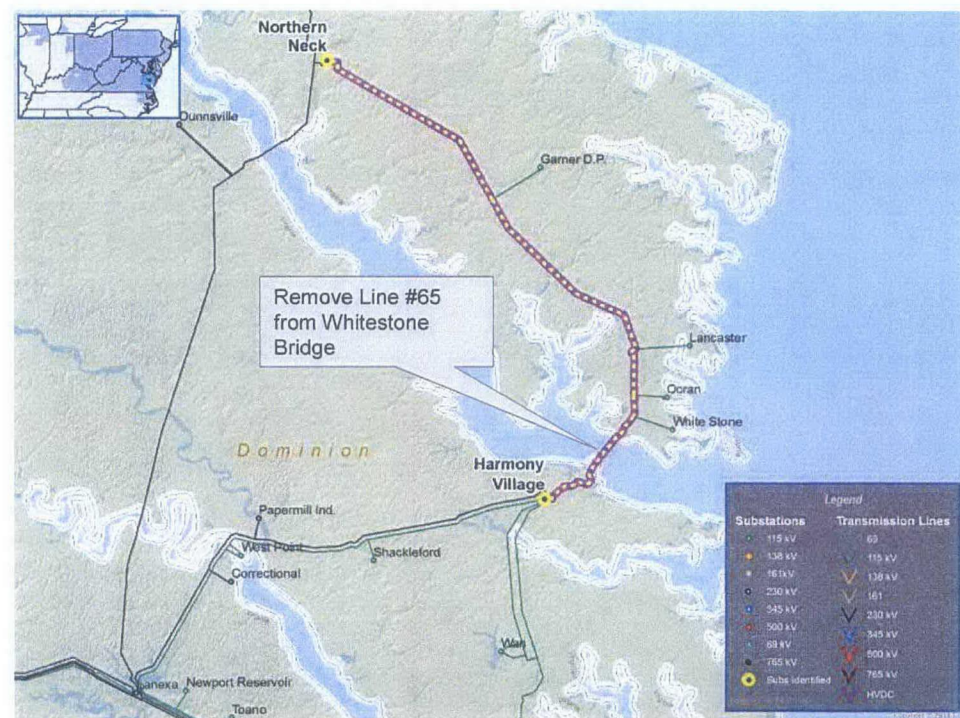 Northern
Neck
Dunnsville
Garner D.P.
Remove Line #65
from Whitestone
Bridge
Lancaster
Ocran
White Stone
Dominion
Harmony
Village
Papermill Ind.
West Point
Shackleford
Correctional
Wan
Lanexa
Newport Reservoir
Toano
Legend
Substations
Transmission Lines
115 kV
138 kV
161kV
230 kV
345 kV
500 kV
69 kV
765 kV
Subs Identified
69
115 kV
138 kV
161
230 kV
345 kV
500 kV
765 kV
HVDC